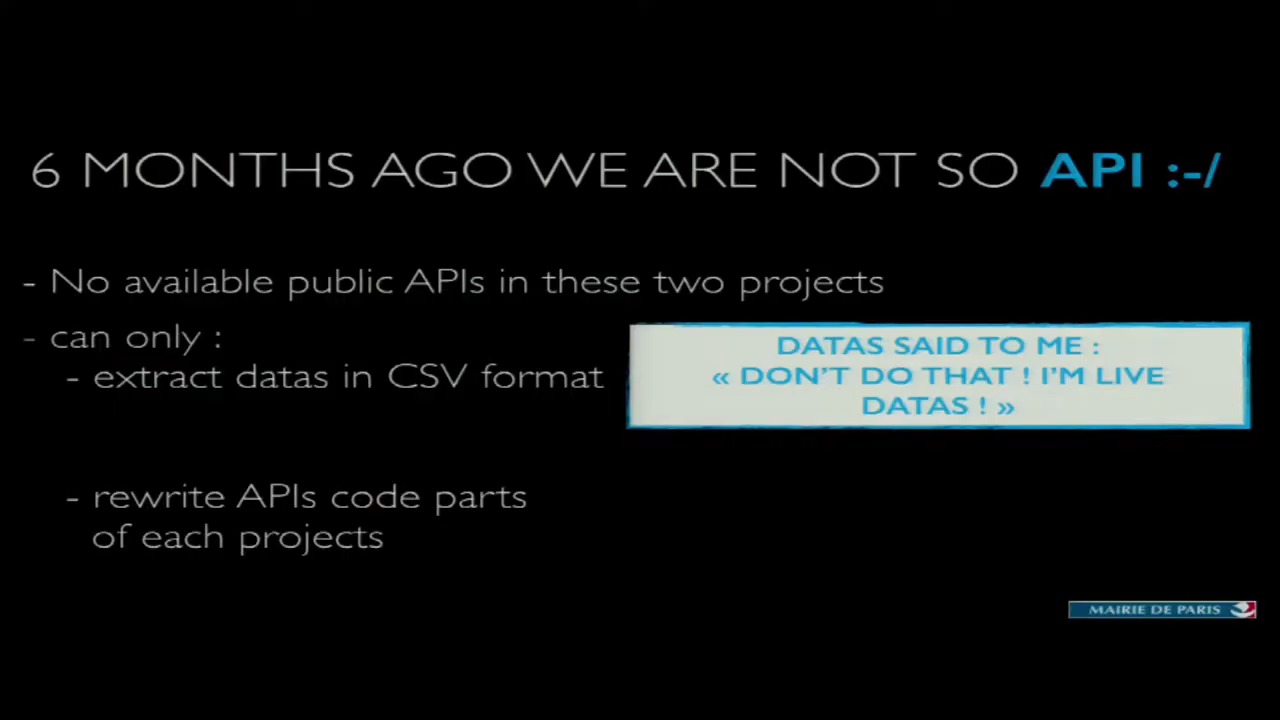 6 MONTHS AGO WE ARE NOT SO API :-/
- No available public APIs in these two projects
- can only :
- extract datas in CSV format
DATAS SAID TO ME :
« DON'T DO THAT ! I'M LIVE
DATAS ! »
- rewrite APIs code parts
of each projects
MAIRIE DE PARIS